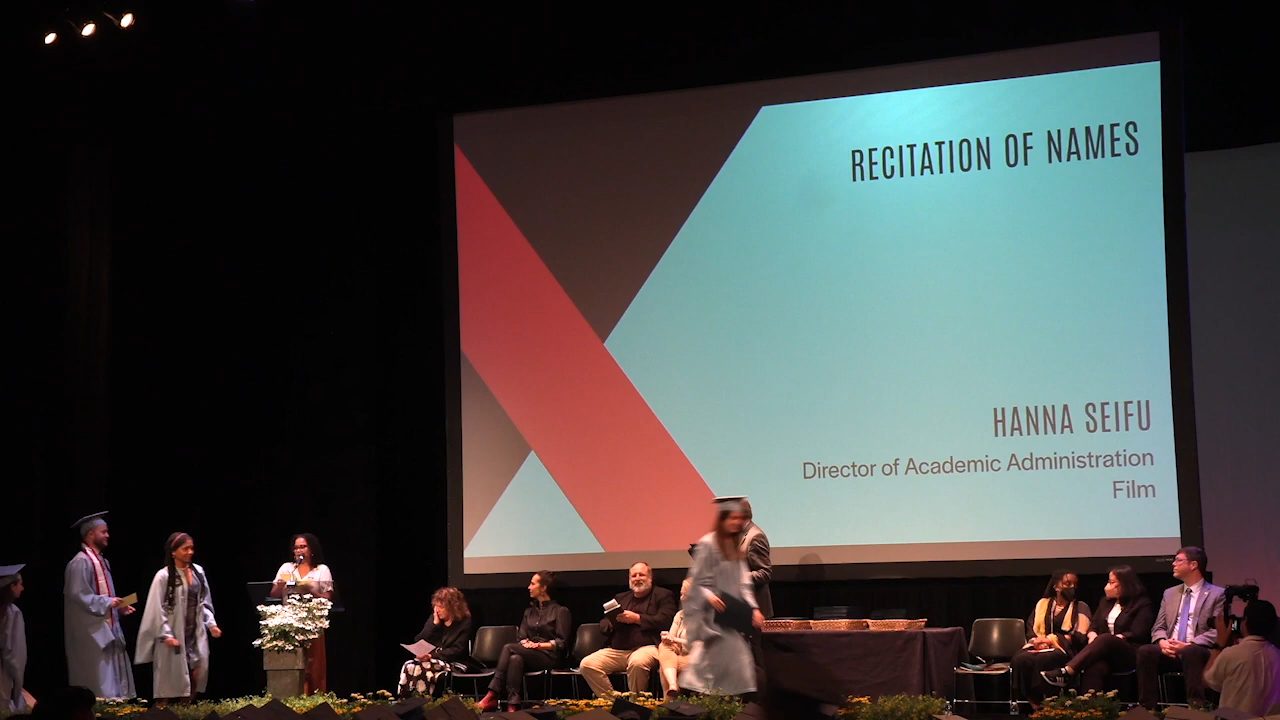 RECITATION OF NAMES
HANNA SEIFU
Director of Academic Administration
Film